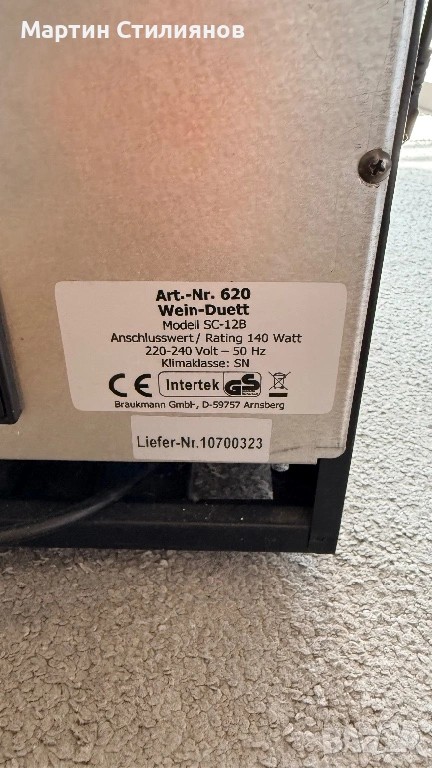 Мартин Стилиянов
Art.-Nr. 620
Wein-Duett
Modell SC-12B
Anschlusswert/ Rating 140 Watt
220-240 Volt – 50 Hz
Klimaklasse: SN
CE Intertek GS
Braukmann GmbH, D-59757 Arnsberg
Liefer-Nr.10700323